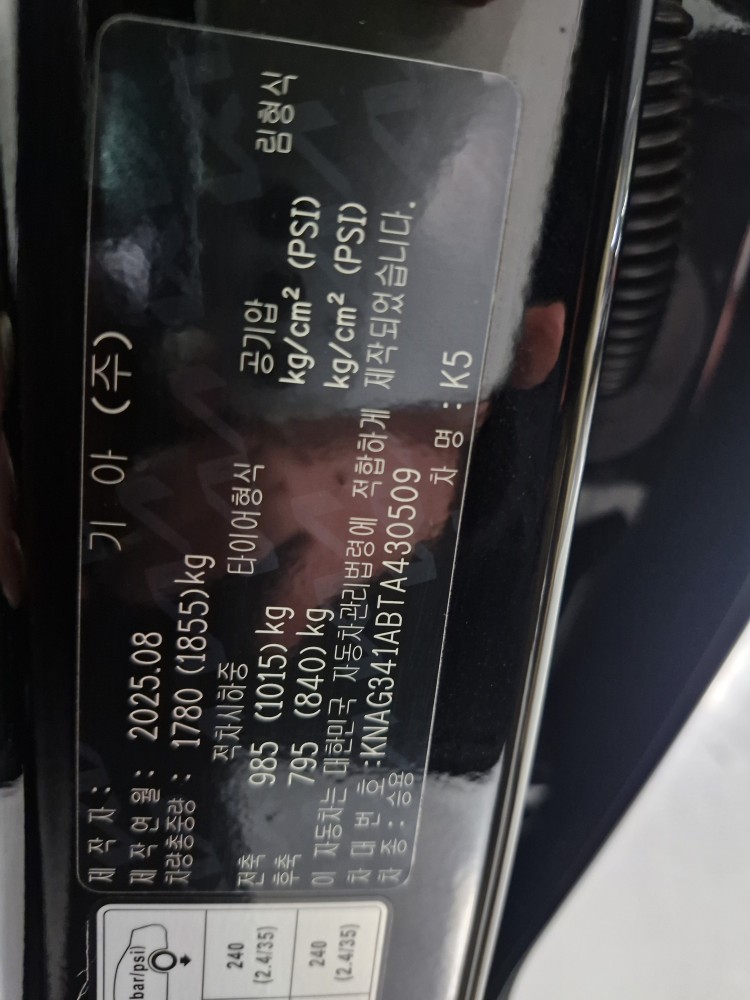 제 작 자 : 기 아 (주)
제 작 연 월 : 2025.08
차량총중량 : 1780 (1855)kg
적차시하중 타이어형식 공기압 림형식
전축 985 (1015)kg kg/cm² (PSI)
후축 795 (840)kg kg/cm² (PSI)
이 자동차는 대한민국 자동차관리법령에 적합하게 제작되었습니다.
차 대 번 호 :KNAG341ABTA430509
차 종 : 승용 차 명 : K5
bar/psi)
240
(2.4/35)
240
(2.4/35)